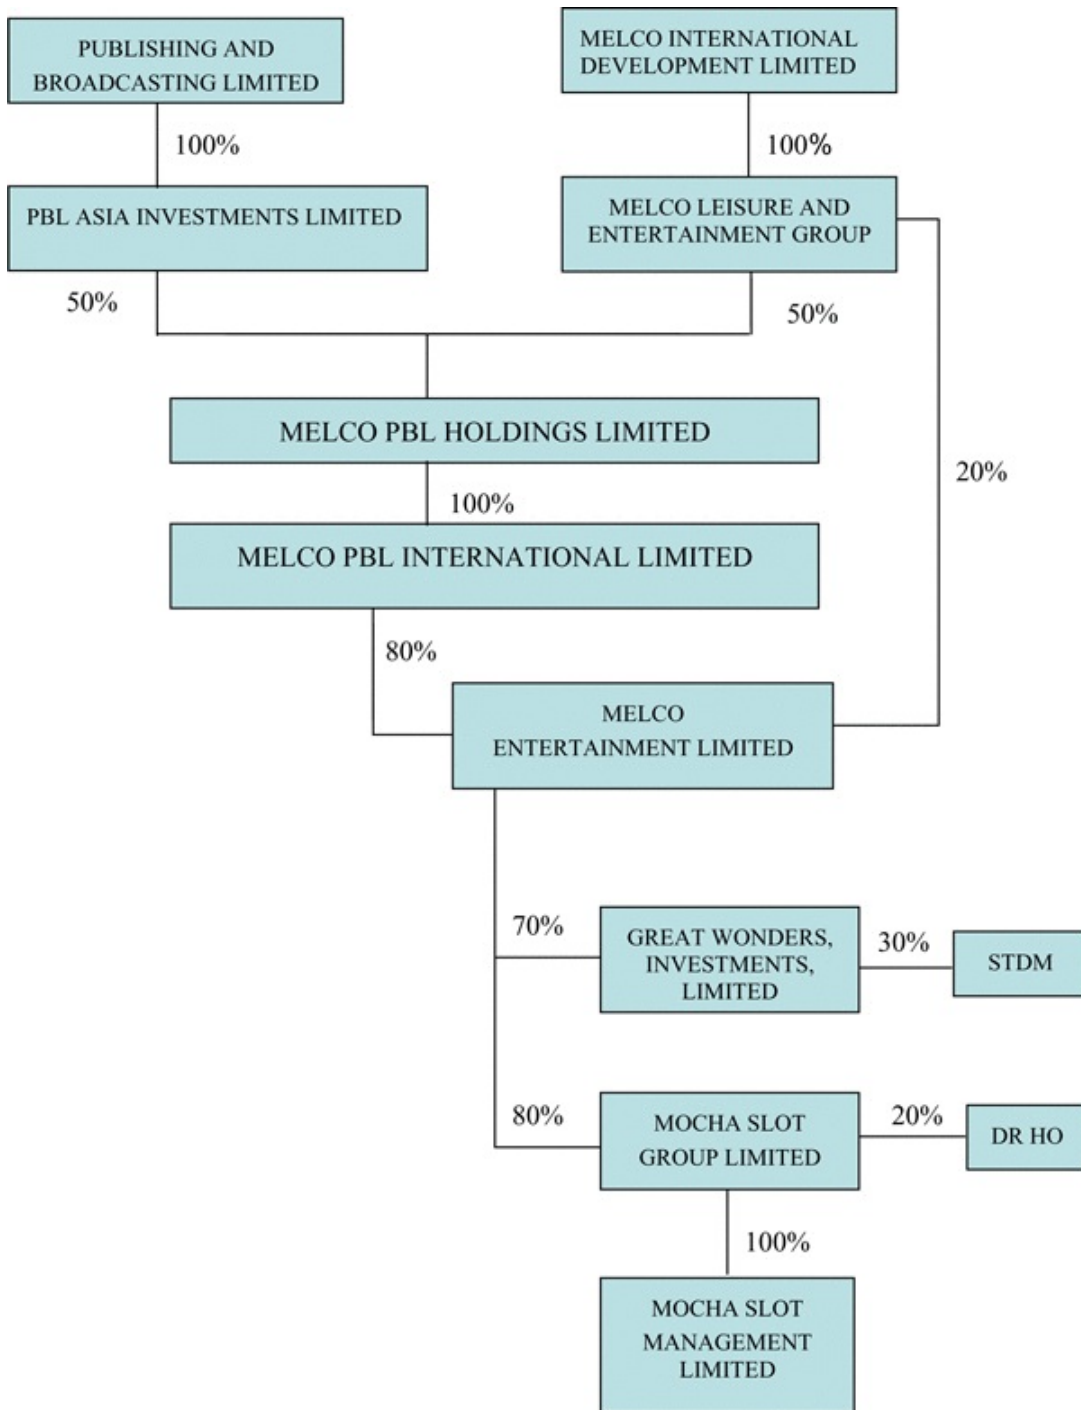 PUBLISHING AND
BROADCASTING LIMITED
MELCO INTERNATIONAL
DEVELOPMENT LIMITED
100%
100%
PBL ASIA INVESTMENTS LIMITED
MELCO LEISURE AND
ENTERTAINMENT GROUP
50%
50%
MELCO PBL HOLDINGS LIMITED
20%
100%
MELCO PBL INTERNATIONAL LIMITED
80%
MELCO
ENTERTAINMENT LIMITED
70%
GREAT WONDERS,
INVESTMENTS,
LIMITED
30%
STDM
80%
MOCHA SLOT
GROUP LIMITED
20%
DR HO
100%
MOCHA SLOT
MANAGEMENT
LIMITED